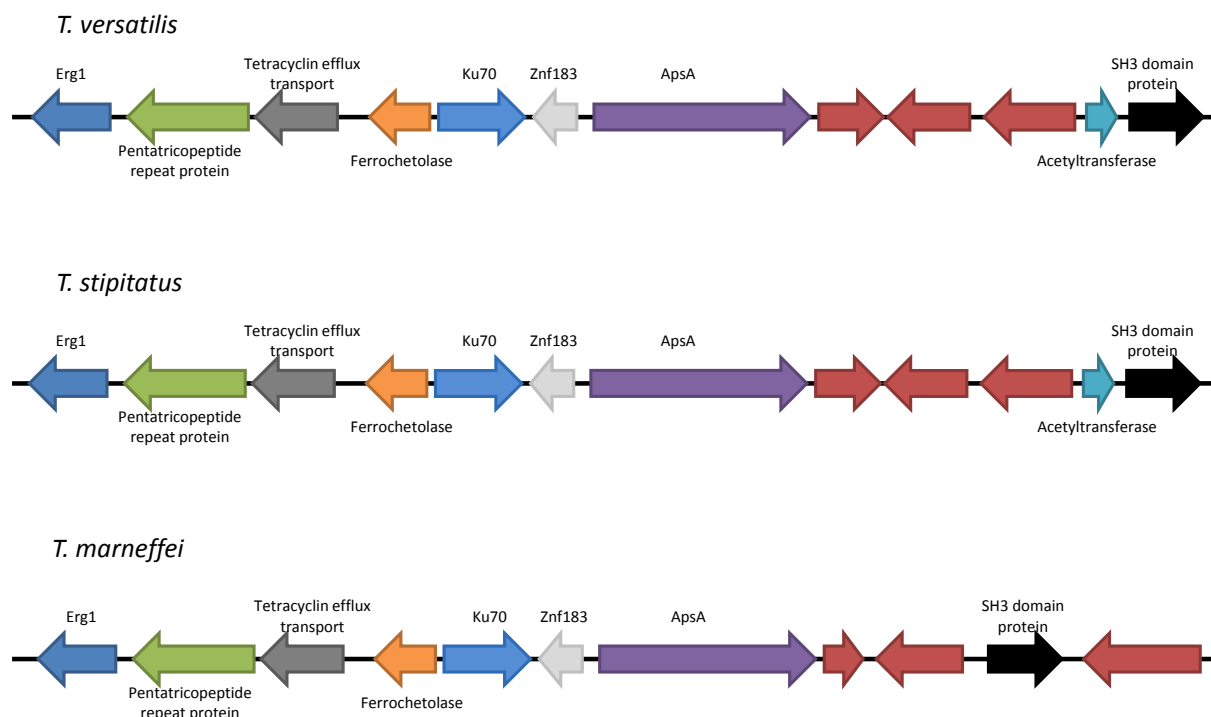 T. versatilis
Erg1
Tetracyclin efflux
transport
Ku70
Znf183
ApsA
SH3 domain
protein
Pentatricopeptide
repeat protein
Ferrochetolase
Acetyltransferase
T. stipitatus
Erg1
Tetracyclin efflux
transport
Ku70
Znf183
ApsA
SH3 domain
protein
Pentatricopeptide
repeat protein
Ferrochetolase
Acetyltransferase
T. marneffei
Erg1
Tetracyclin efflux
transport
Ku70
Znf183
ApsA
SH3 domain
protein
Pentatricopeptide
repeat protein
Ferrochetolase